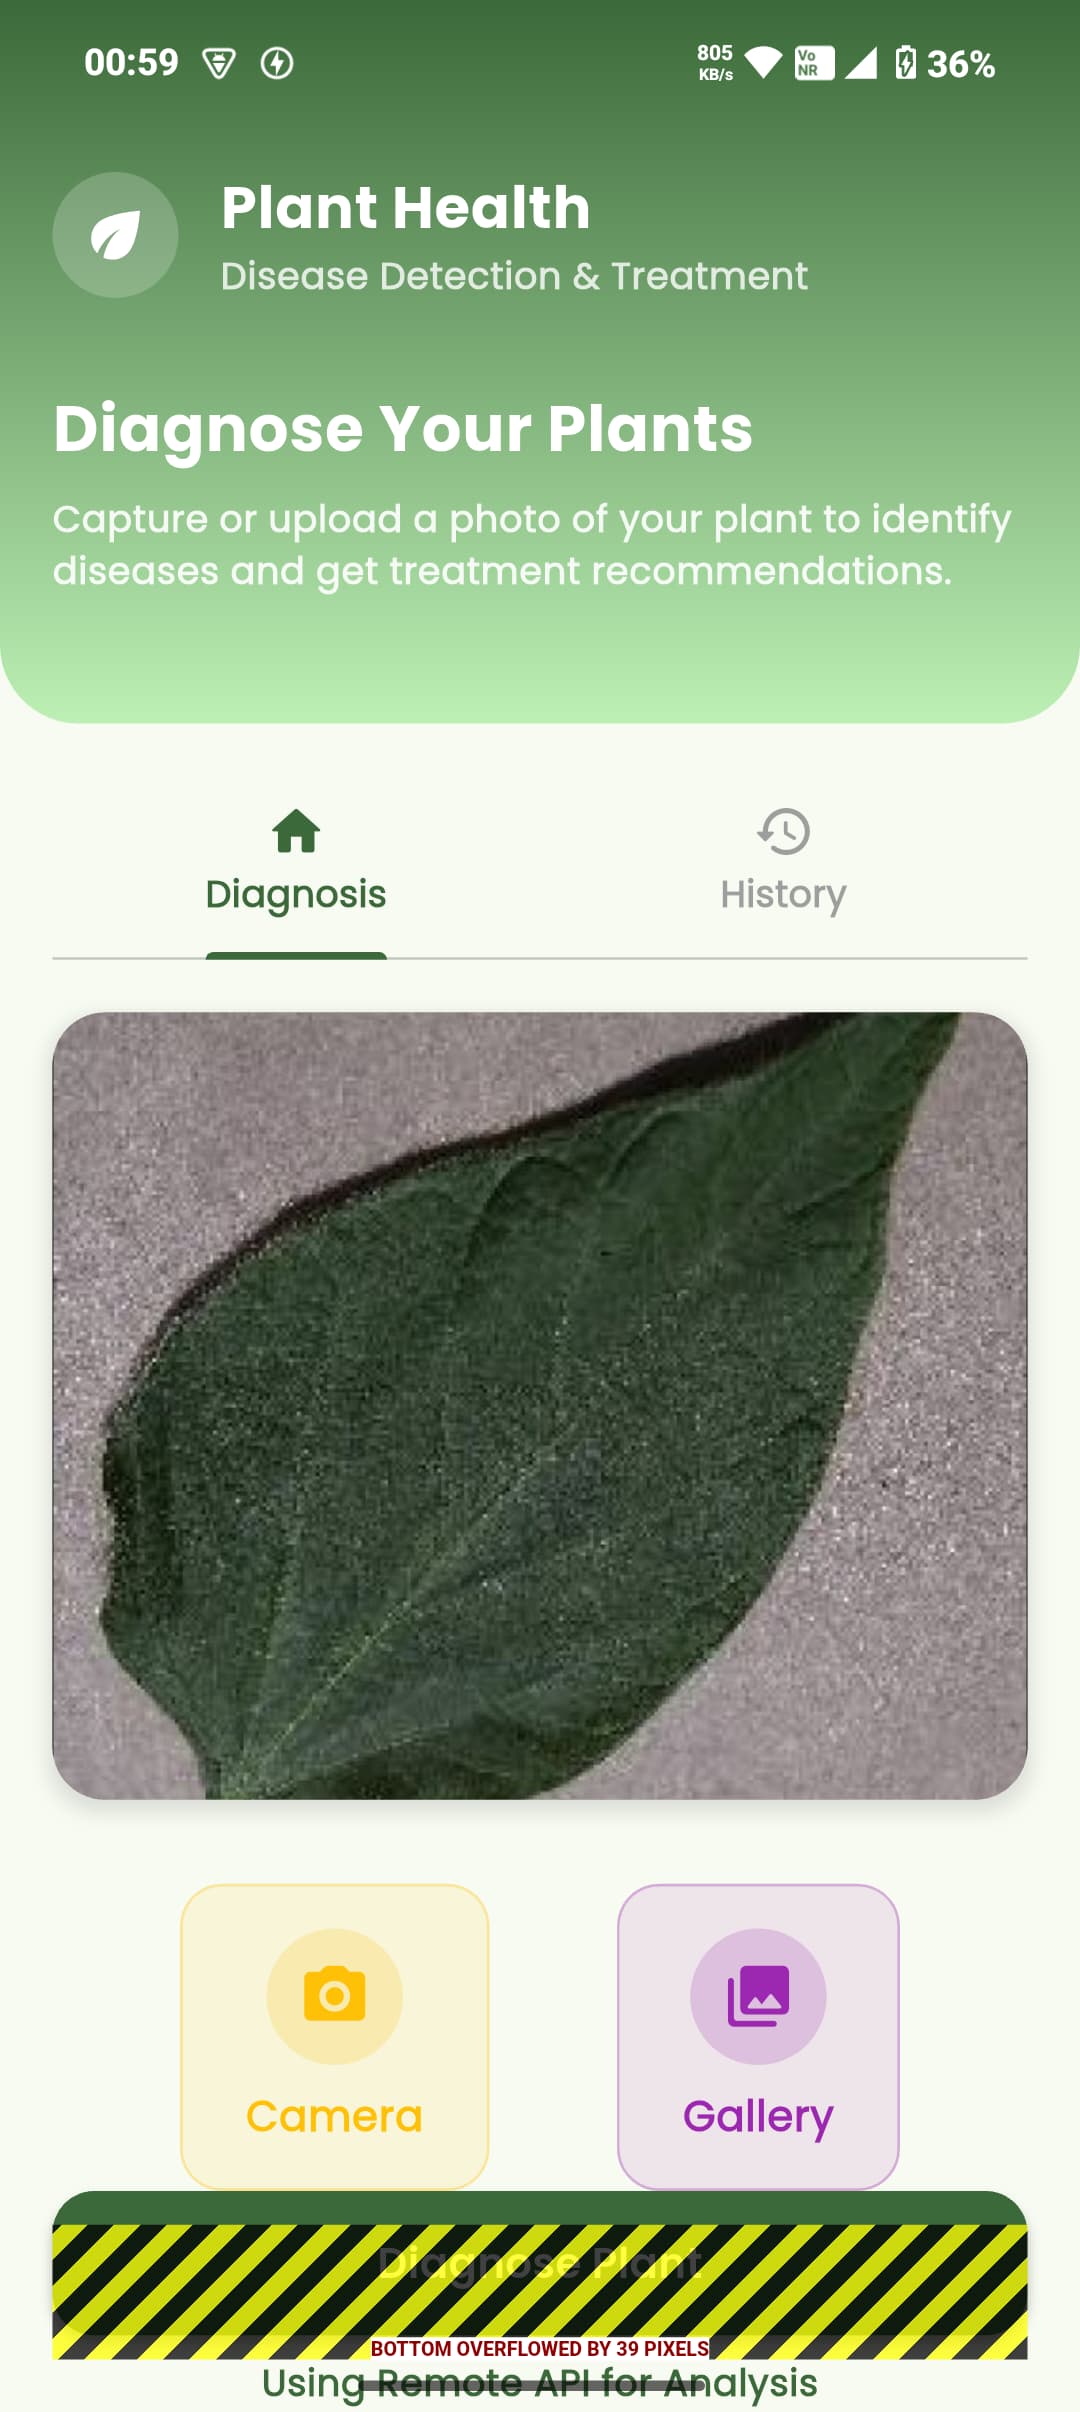 00:59
805
KB/s
Vo
NR
36%
Plant Health
Disease Detection & Treatment
Diagnose Your Plants
Capture or upload a photo of your plant to identify
diseases and get treatment recommendations.
Diagnosis
History
Camera
Gallery
Diagnose Plant
BOTTOM OVERFLOWED BY 39 PIXELS
Using Remote API for Analysis